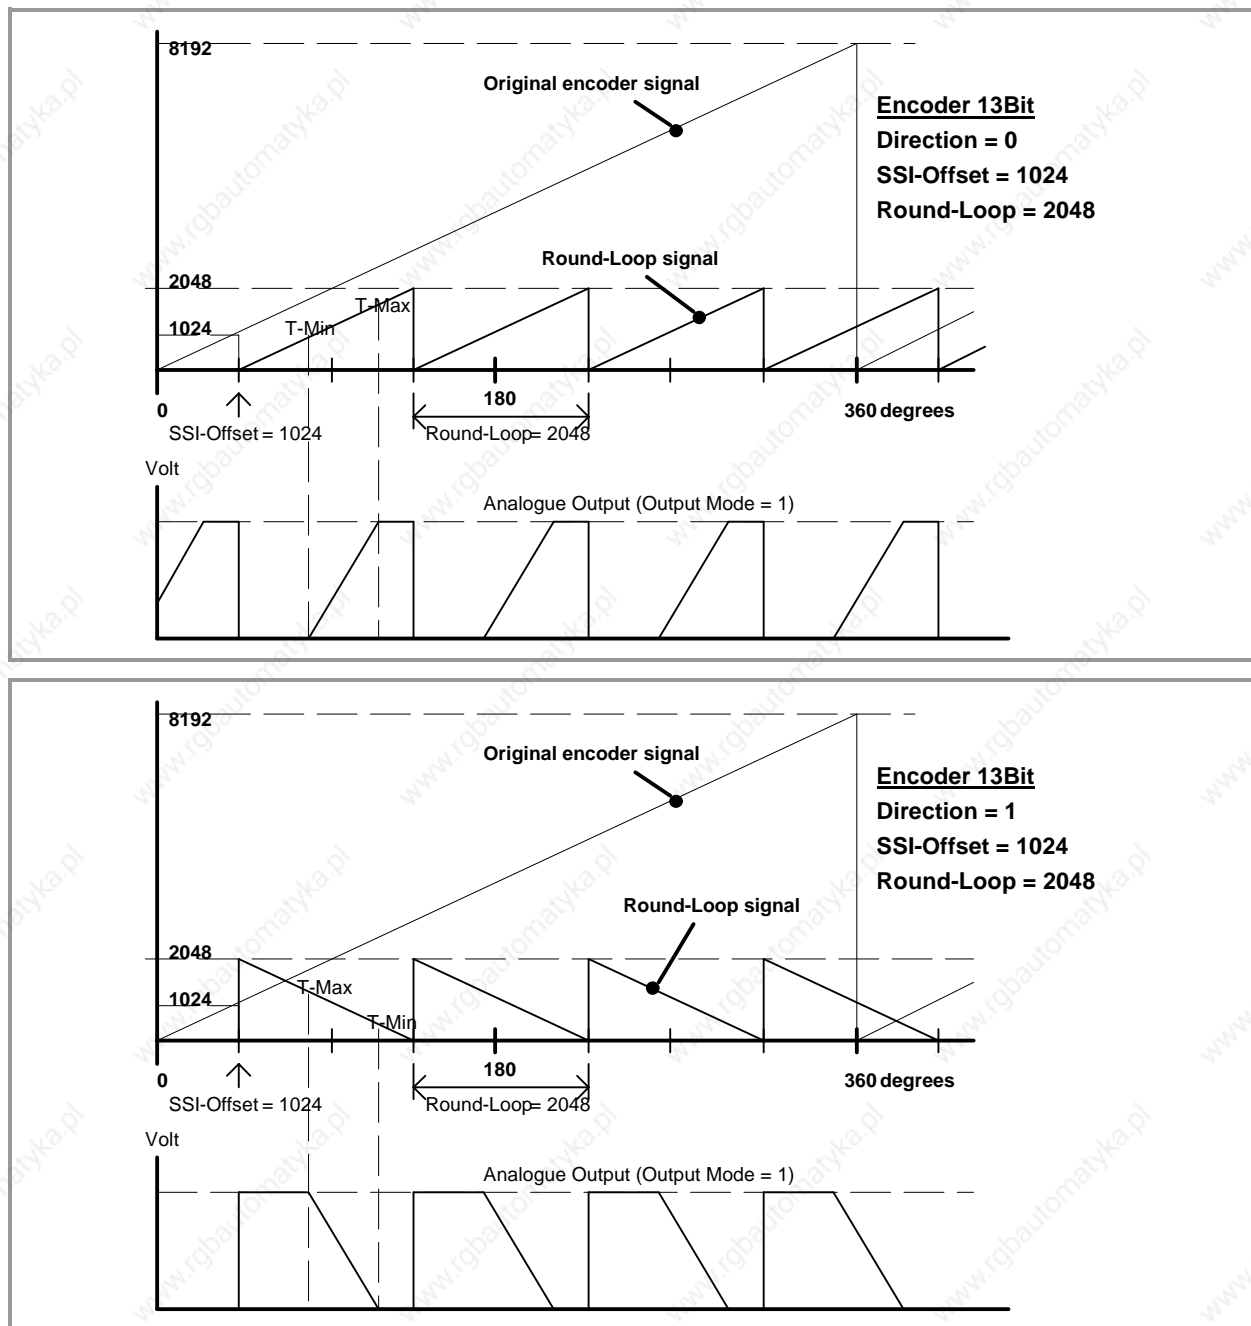 8192
Original encoder signal
Encoder 13Bit
Direction = 0
SSI-Offset = 1024
Round-Loop = 2048
Round-Loop signal
2048
T-Max
1024
T-Min
0
180
360 degrees
SSI-Offset = 1024
Round-Loop= 2048
Volt
Analogue Output (Output Mode = 1)
8192
Original encoder signal
Encoder 13Bit
Direction = 1
SSI-Offset = 1024
Round-Loop = 2048
Round-Loop signal
2048
T-Max
1024
T-Min
0
180
360 degrees
SSI-Offset = 1024
Round-Loop= 2048
Volt
Analogue Output (Output Mode = 1)
www.rgbautomatyka.pl